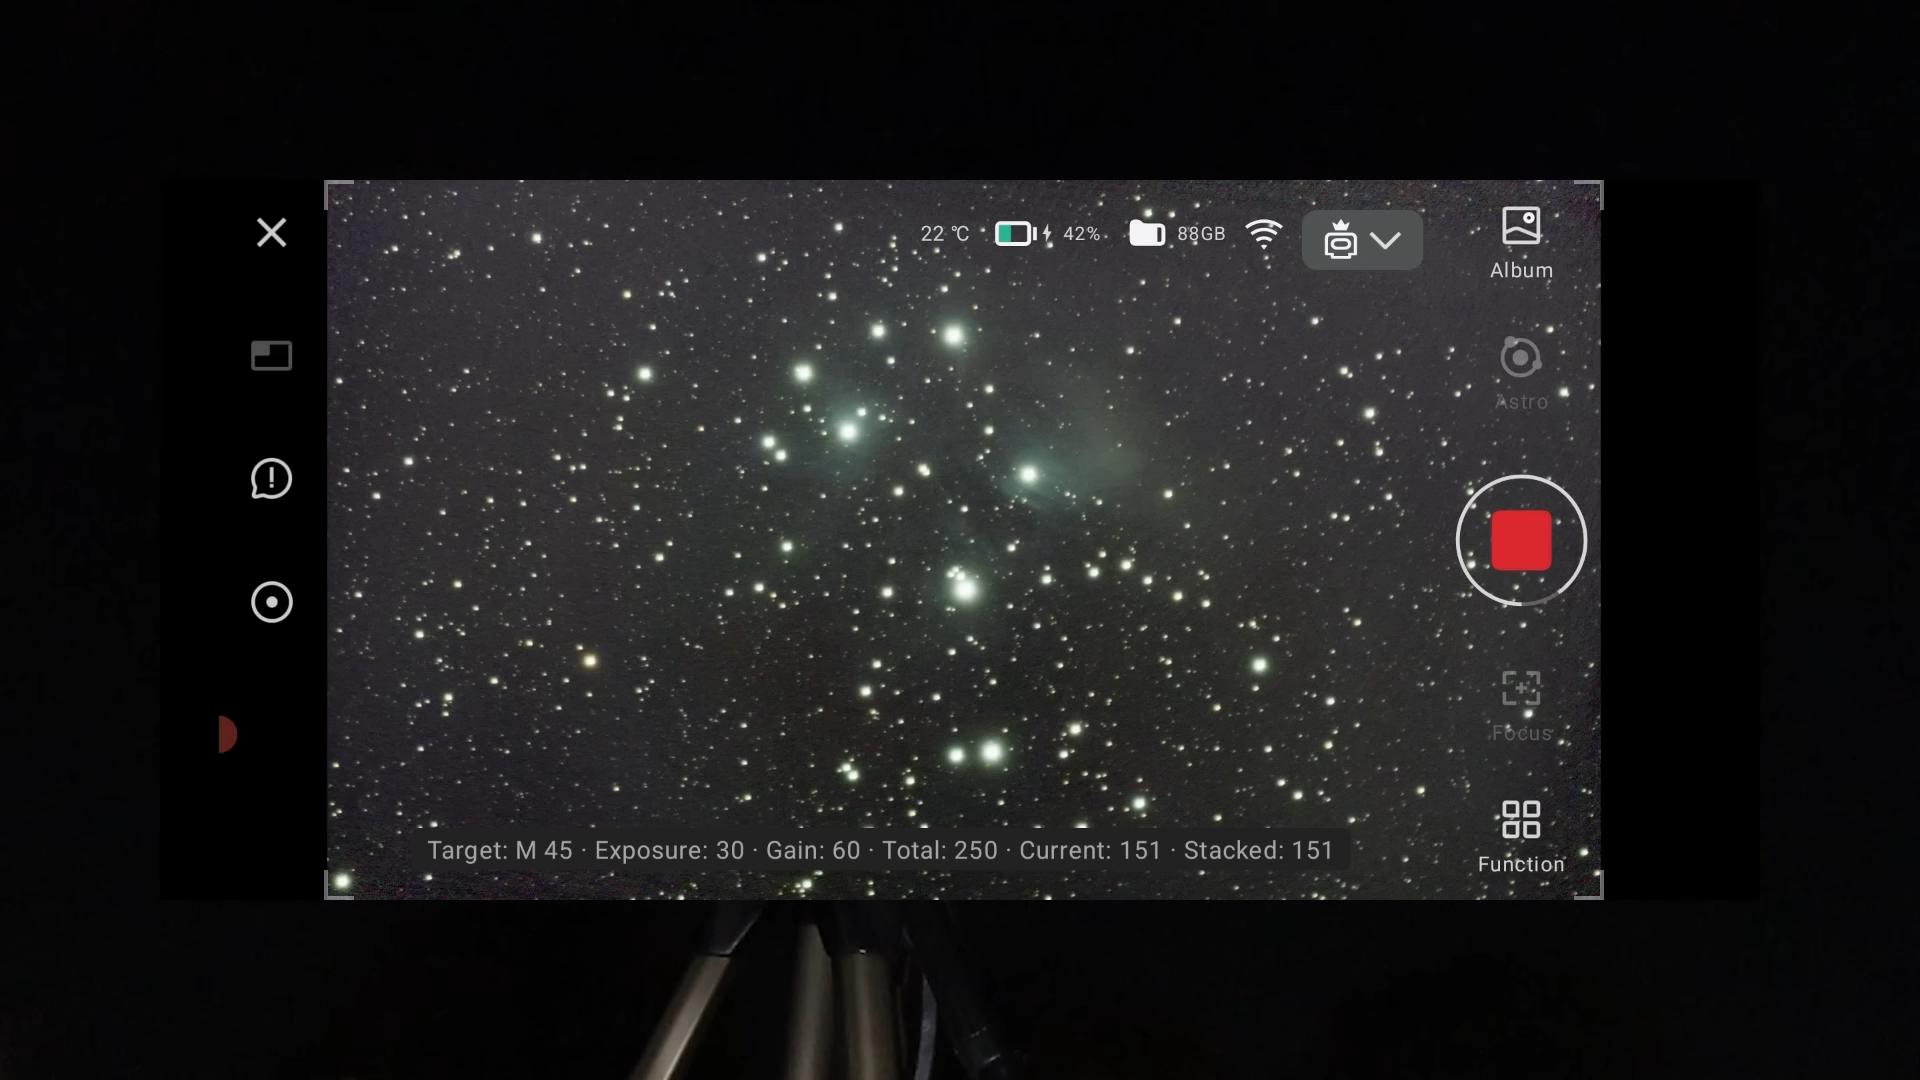 22 °C 42% 88GB
Album
Astro
Focus
Target: M 45 · Exposure: 30 · Gain: 60 · Total: 250 · Current: 151 · Stacked: 151
Function